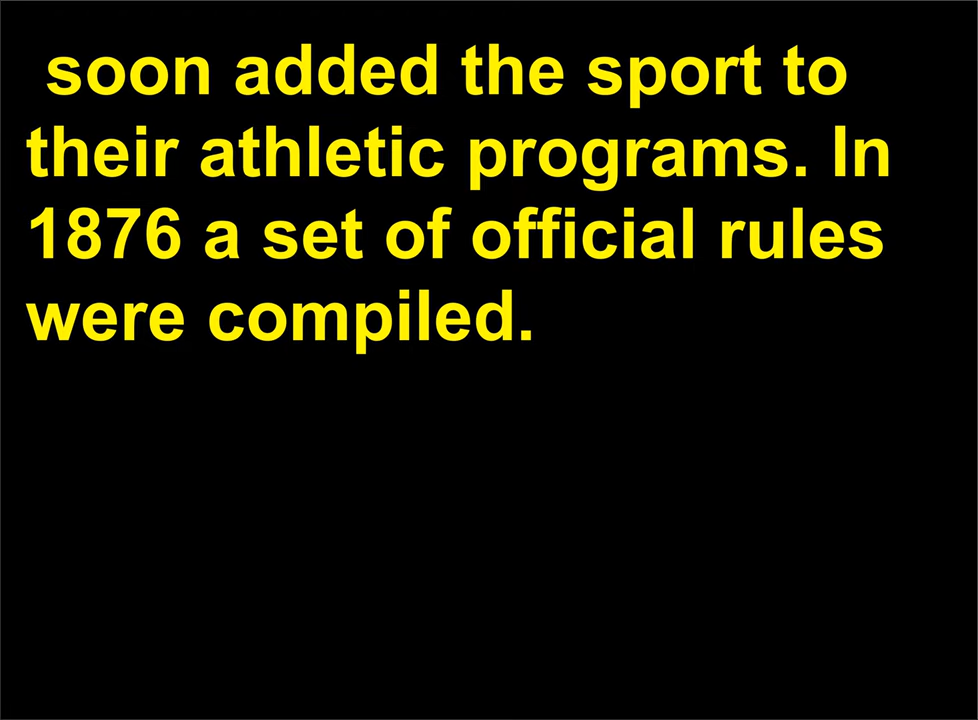 soon added the sport to
their athletic programs. In
1876 a set of official rules
were compiled.